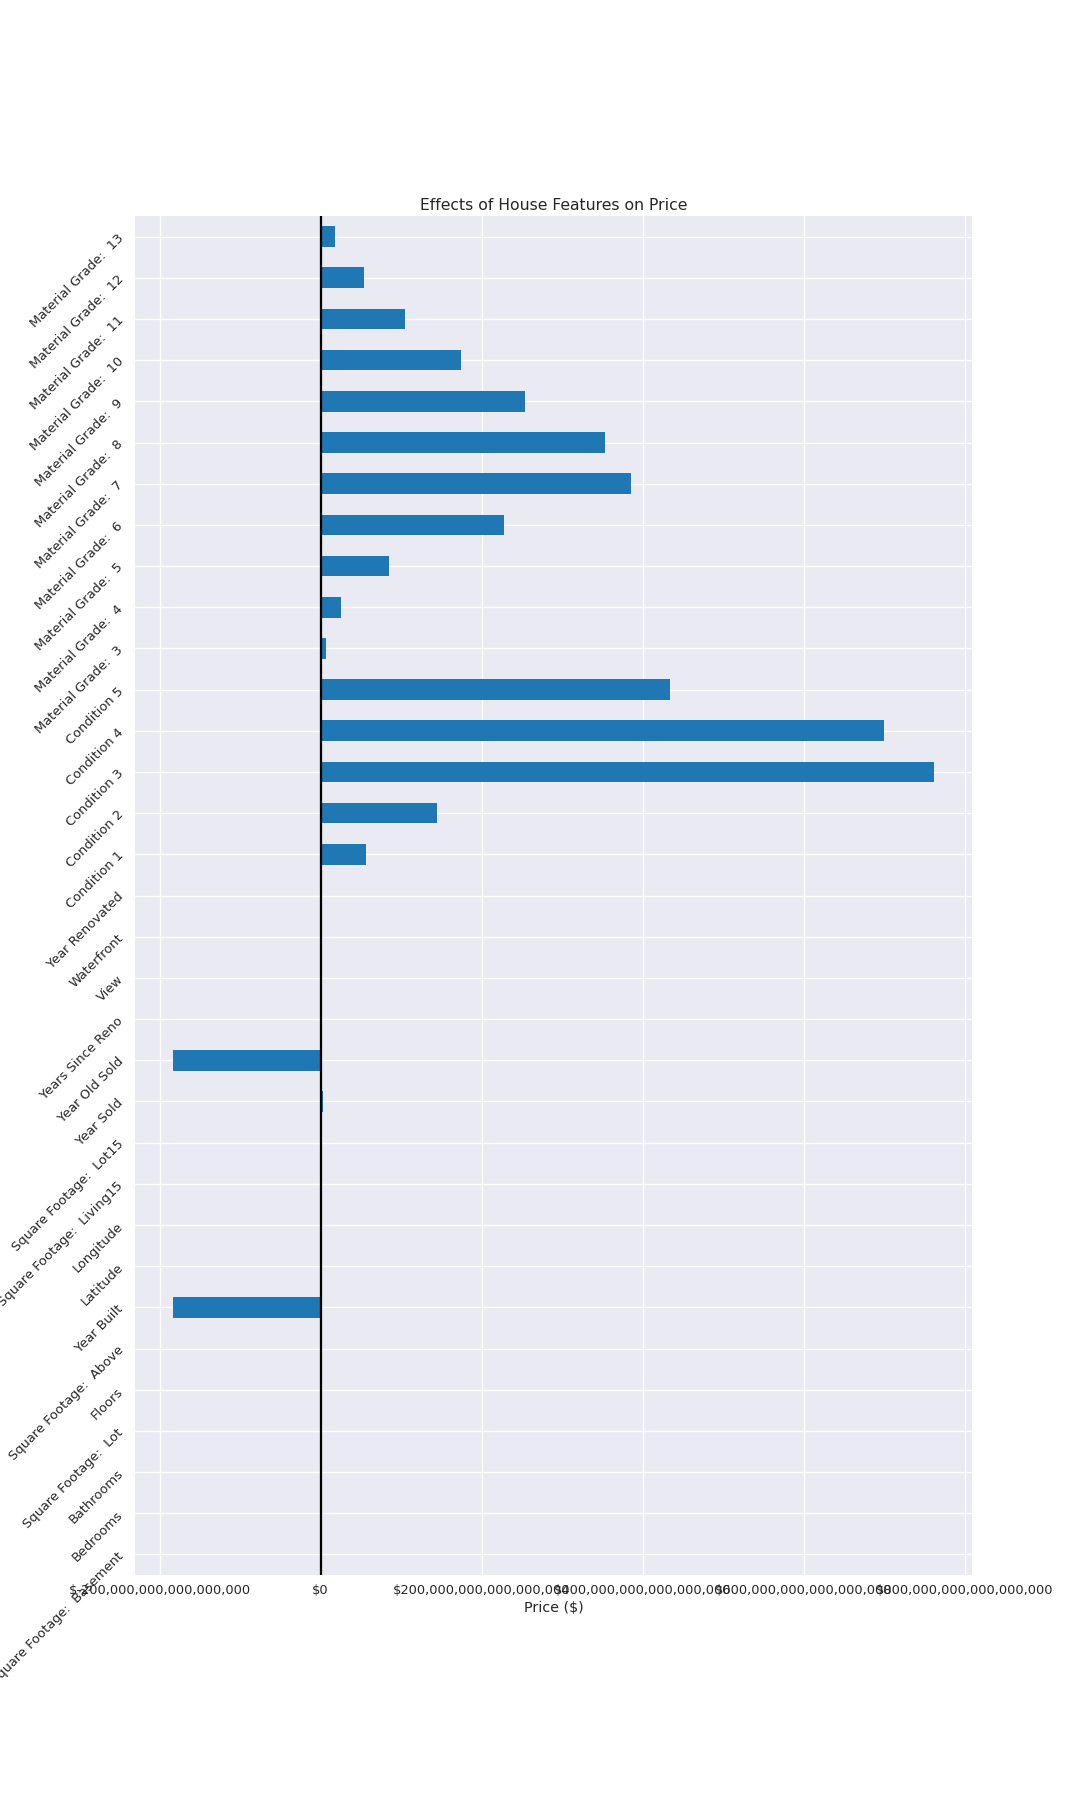 Effects of House Features on Price
Material Grade:  13
Material Grade:  12
Material Grade:  11
Material Grade:  10
Material Grade:  9
Material Grade:  8
Material Grade:  7
Material Grade:  6
Material Grade:  5
Material Grade:  4
Material Grade:  3
Condition 5
Condition 4
Condition 3
Condition 2
Condition 1
Year Renovated
Waterfront
View
Years Since Reno
Year Old Sold
Year Sold
Square Footage:  Lot15
Square Footage:  Living15
Longitude
Latitude
Year Built
Square Footage:  Above
Floors
Square Footage:  Lot
Bathrooms
Bedrooms
quare Footage:  Basement
$-200,000,000,000,000,000 $0 $200,000,000,000,000,000 $400,000,000,000,000,000 $600,000,000,000,000,000 $800,000,000,000,000,000
Price ($)